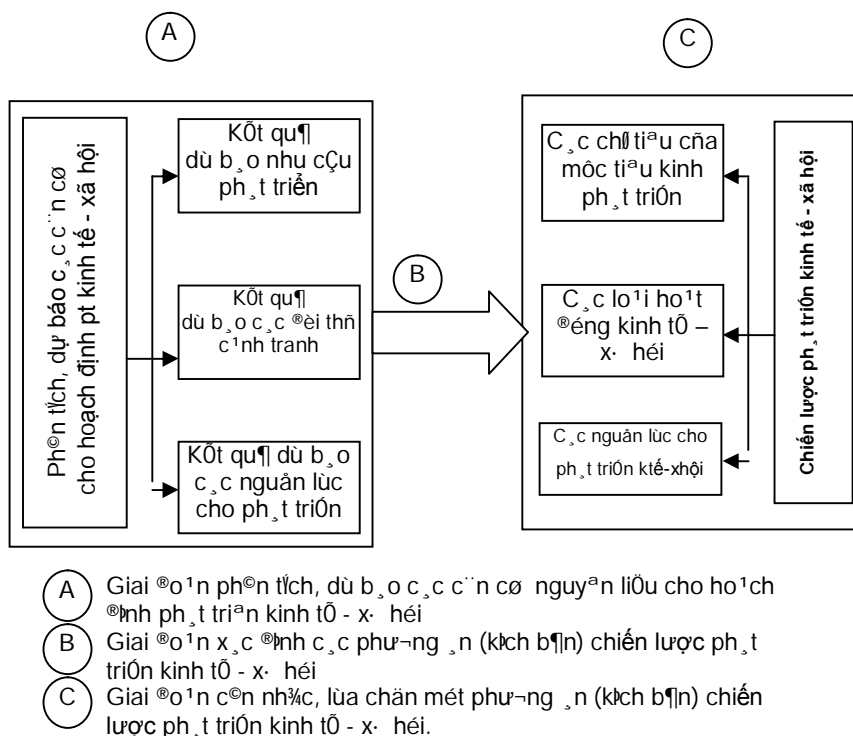 A
C
Ph©n tÝch, dự báo c¸c c¨n cø
cho hoạch định pt kinh tế - xã hội
KÕt qu¶
dù b¸o nhu cÇu
ph¸t triển
KÕt qu¶
dù b¸o c¸c ®èi thñ
c¹nh tranh
KÕt qu¶ dù b¸o
c¸c nguån lùc
cho ph¸t triÓn
B
C¸c chØ tiªu cña
môc tiªu kinh
ph¸t triÓn
C¸c lo¹i ho¹t
®éng kinh tÕ –
x· héi
C¸c nguån lùc cho
ph¸t triÓn ktế-xhội
Chiến lược ph¸t triÓn kinh tế - xã hội
A Giai ®o¹n ph©n tÝch, dù b¸o c¸c c¨n cø nguyªn liÖu cho ho¹ch
®Þnh ph¸t triªn kinh tÕ - x· héi
B Giai ®o¹n x¸c ®Þnh c¸c phư¬ng ¸n (kÞch b¶n) chiến lược ph¸t
triÓn kinh tÕ - x· héi
C Giai ®o¹n c©n nh¾c, lùa chän mét phư¬ng ¸n (kÞch b¶n) chiến
lược ph¸t triÓn kinh tÕ - x· héi.